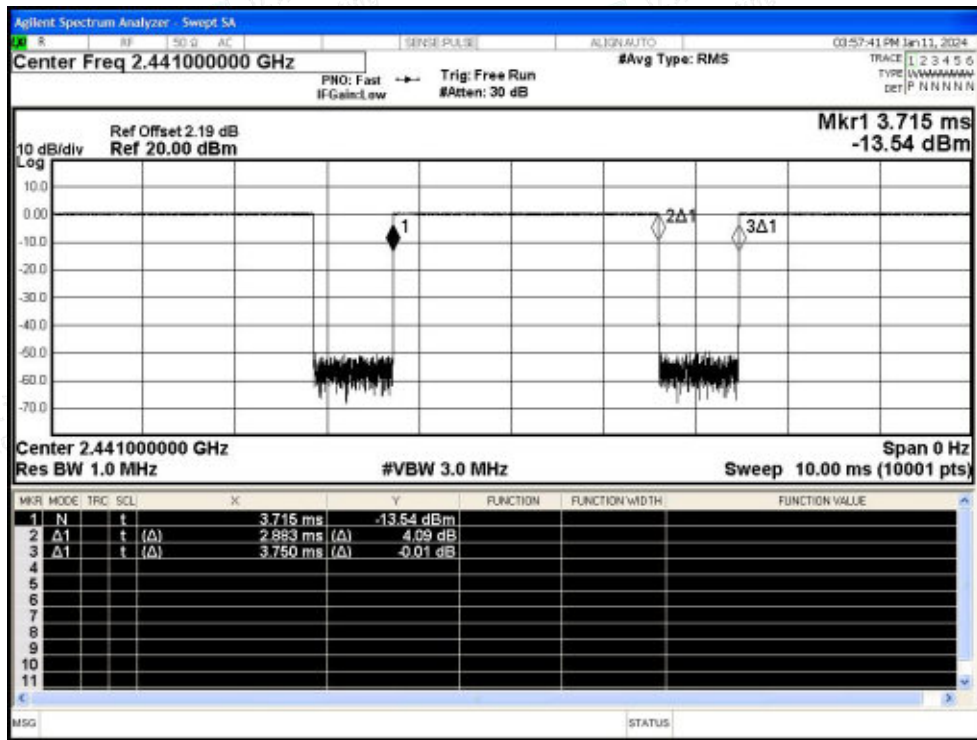 Agilent Spectrum Analyzer - Swept SA
R RF 50 Ω AC SENSE:PULSE ALIGN AUTO 03:57:41 PM Jan 11, 2024
Center Freq 2.441000000 GHz
#Avg Type: RMS
TRACE 1 2 3 4 5 6
PNO: Fast Trig: Free Run
TYPE
IFGain:Low #Atten: 30 dB
DET P N N N N N
Mkr1 3.715 ms
Ref Offset 2.19 dB
-13.54 dBm
10 dB/div Ref 20.00 dBm
Log
10.0
0.00
-10.0
-20.0
-30.0
-40.0
-50.0
-60.0
-70.0
1
2Δ1
3Δ1
Center 2.441000000 GHz Span 0 Hz
Res BW 1.0 MHz #VBW 3.0 MHz Sweep 10.00 ms (10001 pts)
MKR MODE TRC SCL X Y FUNCTION FUNCTION WIDTH FUNCTION VALUE
1 N t 3.715 ms -13.54 dBm
2 Δ1 t (Δ) 2.883 ms (Δ) 4.09 dB
3 Δ1 t (Δ) 3.750 ms (Δ) -0.01 dB
4
5
6
7
8
9
10
11
MSG STATUS